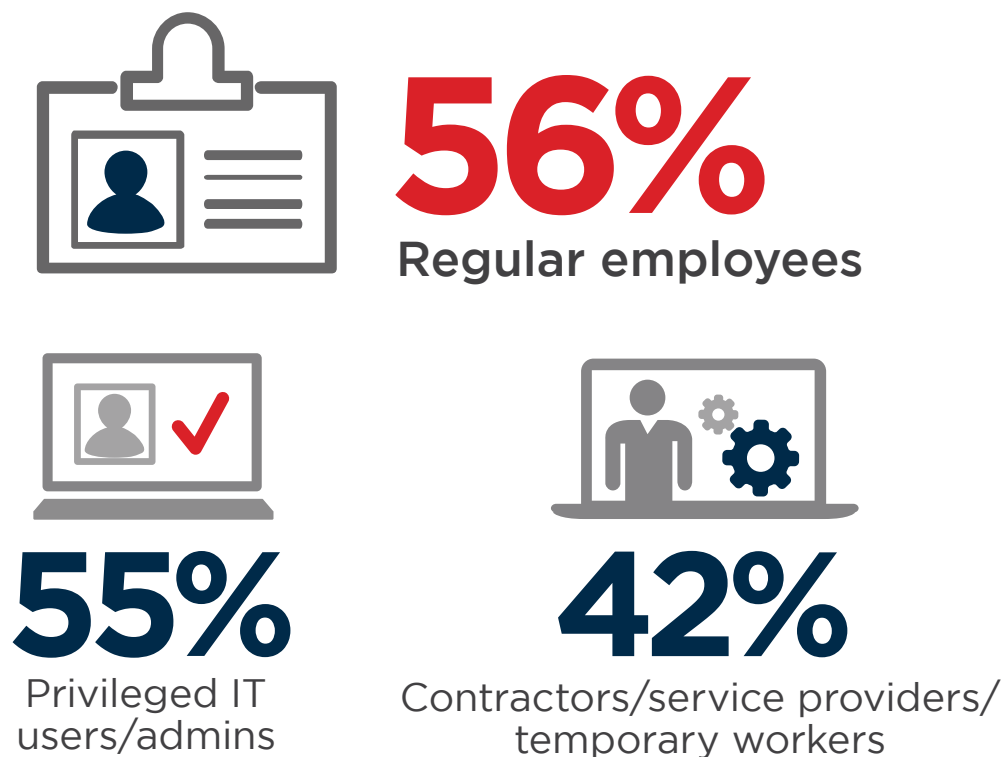 56%
Regular employees
55%
Privileged IT
users/admins
42%
Contractors/service providers/
temporary workers